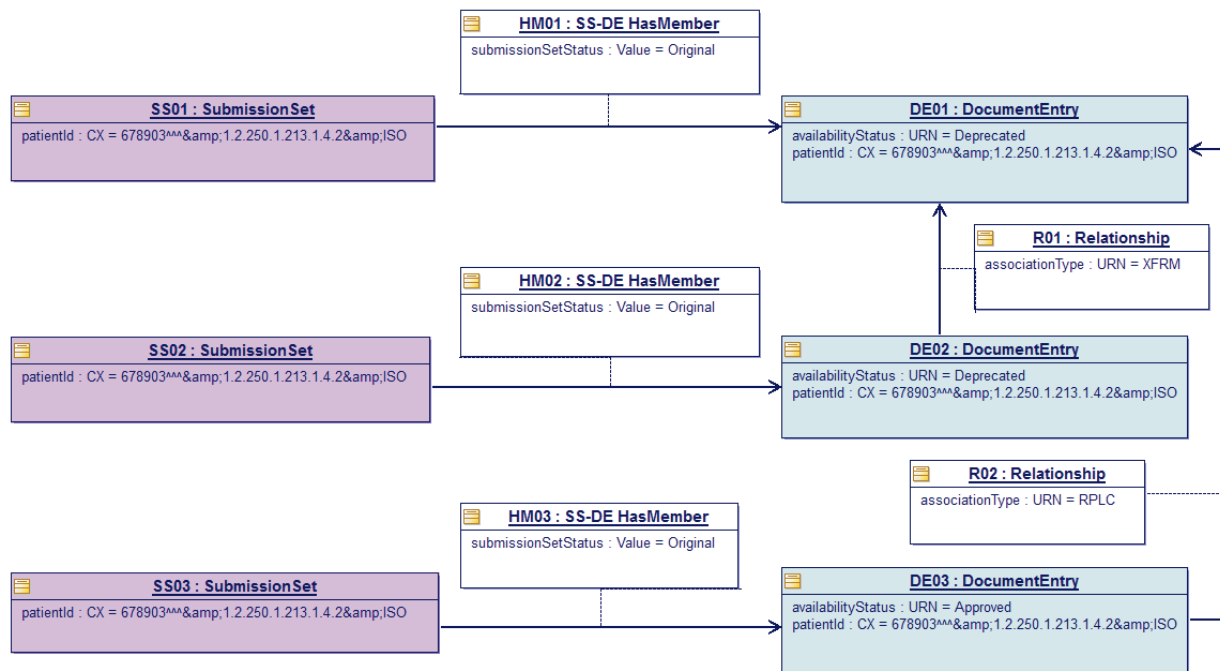 HM01 : SS-DE HasMember
submissionSetStatus : Value = Original
SS01 : SubmissionSet
patientId : CX = 678903^^^&amp;1.2.250.1.213.1.4.2&amp;ISO
DE01 : DocumentEntry
availabilityStatus : URN = Deprecated
patientId : CX = 678903^^^&amp;1.2.250.1.213.1.4.2&amp;ISO
R01 : Relationship
associationType : URN = XFRM
HM02 : SS-DE HasMember
submissionSetStatus : Value = Original
SS02 : SubmissionSet
patientId : CX = 678903^^^&amp;1.2.250.1.213.1.4.2&amp;ISO
DE02 : DocumentEntry
availabilityStatus : URN = Deprecated
patientId : CX = 678903^^^&amp;1.2.250.1.213.1.4.2&amp;ISO
R02 : Relationship
associationType : URN = RPLC
HM03 : SS-DE HasMember
submissionSetStatus : Value = Original
SS03 : SubmissionSet
patientId : CX = 678903^^^&amp;1.2.250.1.213.1.4.2&amp;ISO
DE03 : DocumentEntry
availabilityStatus : URN = Approved
patientId : CX = 678903^^^&amp;1.2.250.1.213.1.4.2&amp;ISO